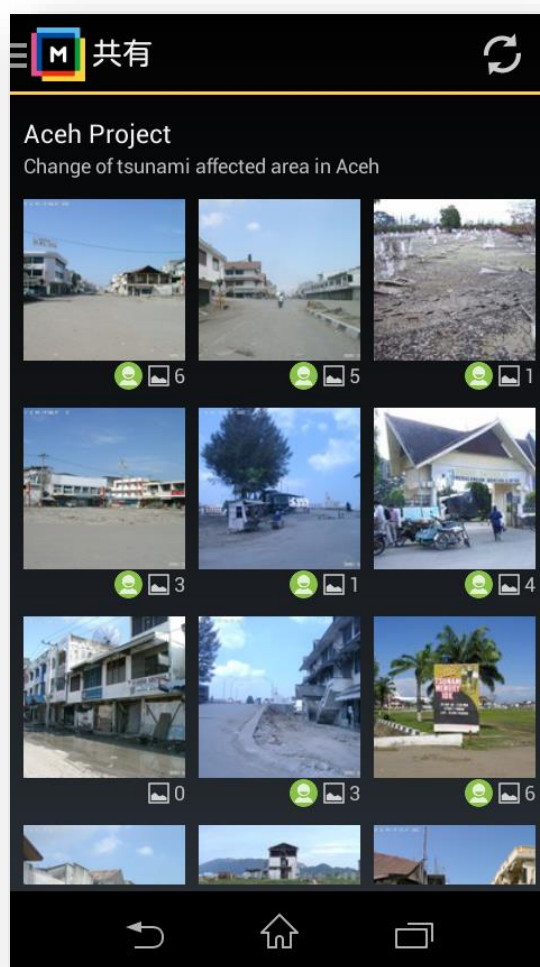 M 共有
Aceh Project
Change of tsunami affected area in Aceh
6 5 1
3 1 4
0 3 6
TSUNAMI
MEMORY